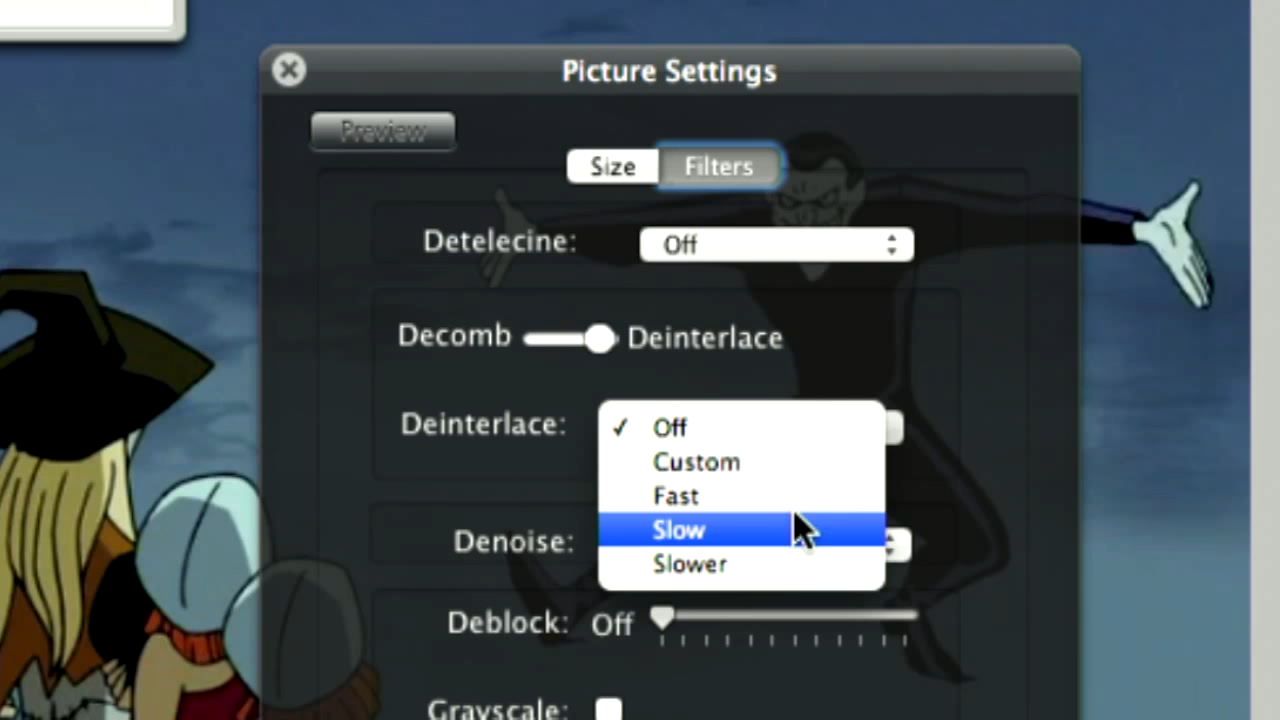 Picture Settings
Preview
Size Filters
Detelecine: Off
Decomb Deinterlace
Deinterlace: ✓ Off
Custom
Fast
Slow
Denoise:
Slower
Deblock: Off
Grayscale: